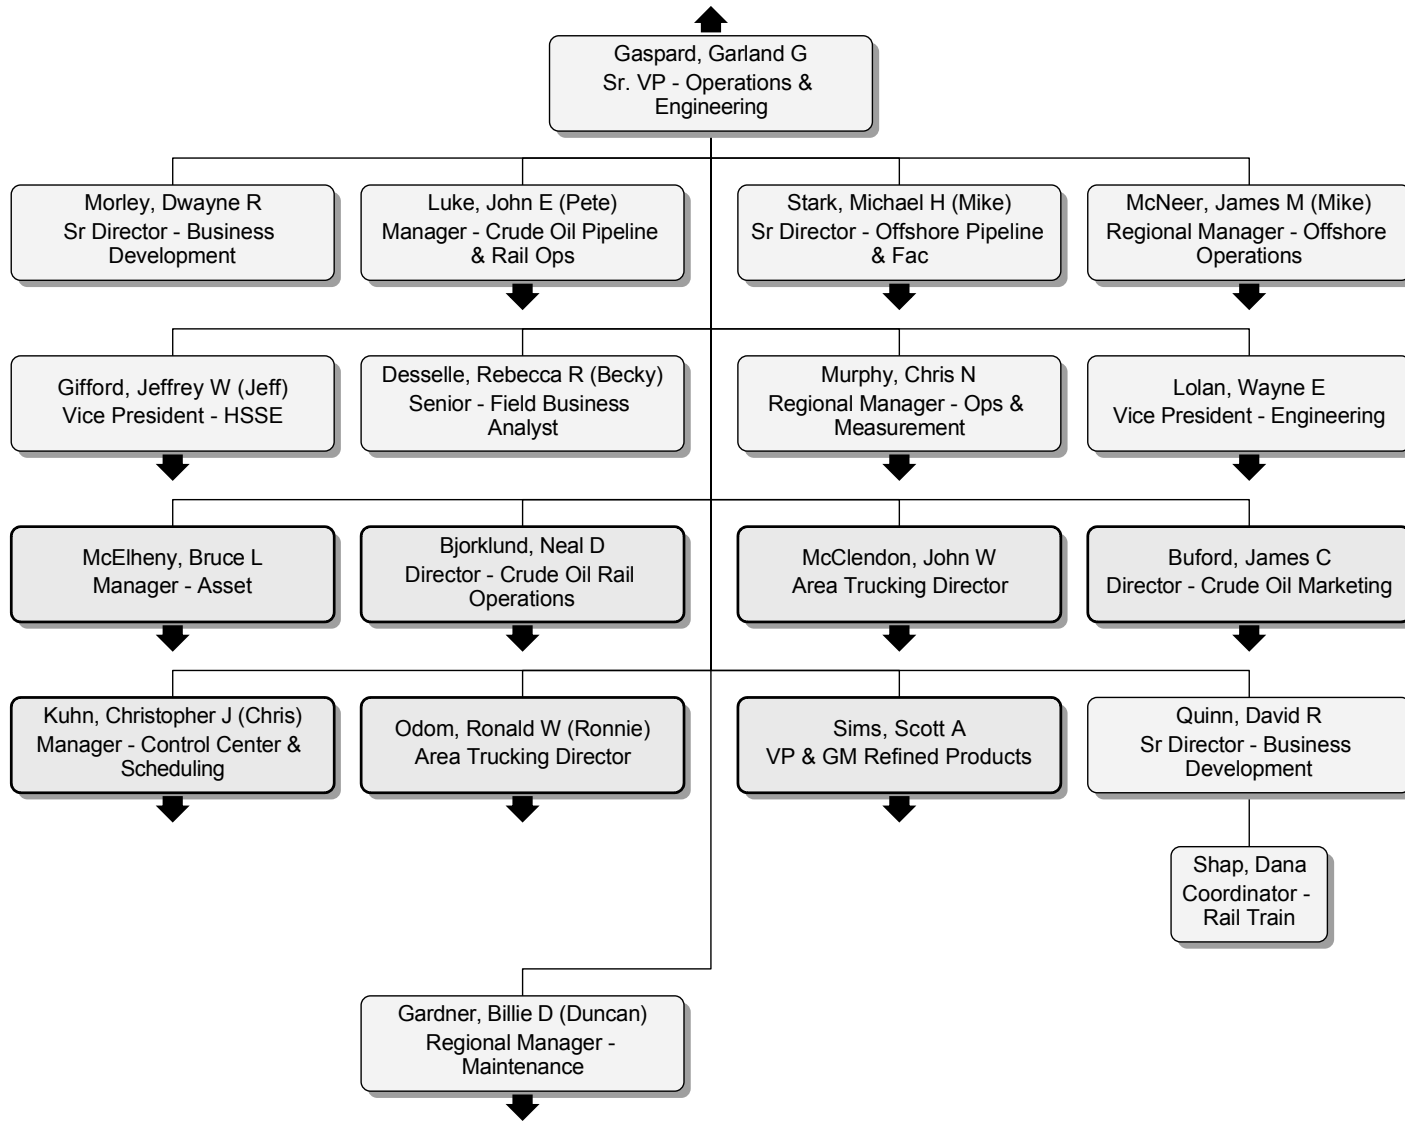 Gaspard, Garland G
Sr. VP - Operations &
Engineering
Morley, Dwayne R
Sr Director - Business
Development
Luke, John E (Pete)
Manager - Crude Oil Pipeline
& Rail Ops
Stark, Michael H (Mike)
Sr Director - Offshore Pipeline
& Fac
McNeer, James M (Mike)
Regional Manager - Offshore
Operations
Gifford, Jeffrey W (Jeff)
Vice President - HSSE
Desselle, Rebecca R (Becky)
Senior - Field Business
Analyst
Murphy, Chris N
Regional Manager - Ops &
Measurement
Lolan, Wayne E
Vice President - Engineering
McElheny, Bruce L
Manager - Asset
Bjorklund, Neal D
Director - Crude Oil Rail
Operations
McClendon, John W
Area Trucking Director
Buford, James C
Director - Crude Oil Marketing
Kuhn, Christopher J (Chris)
Manager - Control Center &
Scheduling
Odom, Ronald W (Ronnie)
Area Trucking Director
Sims, Scott A
VP & GM Refined Products
Quinn, David R
Sr Director - Business
Development
Shap, Dana
Coordinator -
Rail Train
Gardner, Billie D (Duncan)
Regional Manager -
Maintenance